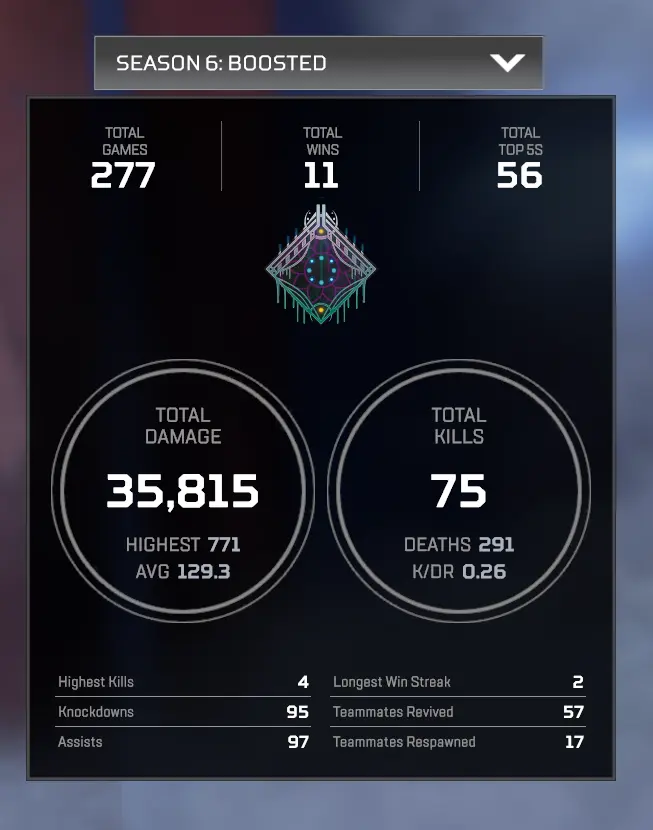 SEASON 6: BOOSTED
TOTAL GAMES
277
TOTAL WINS
11
TOTAL TOP 5S
56
TOTAL
DAMAGE
35,815
HIGHEST 771
AVG 129.3
TOTAL
KILLS
75
DEATHS 291
K/DR 0.26
Highest Kills 4
Knockdowns 95
Assists 97
Longest Win Streak 2
Teammates Revived 57
Teammates Respawned 17